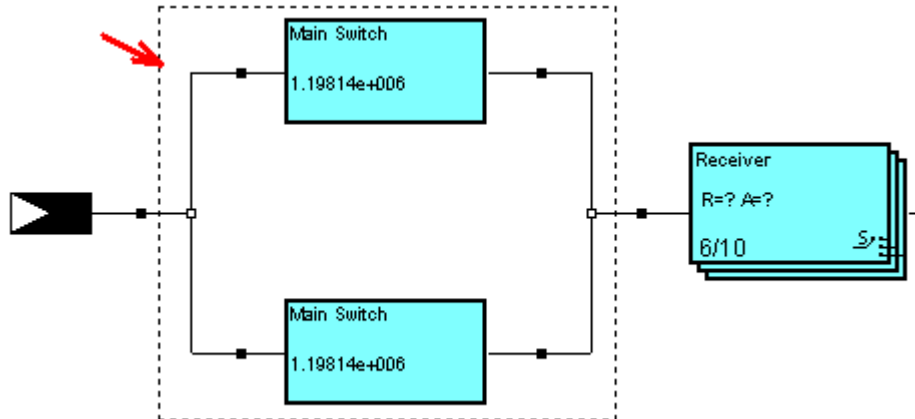 Main Switch
1.19814e+006
Receiver
R=? A=?
6/10
S
Main Switch
1.19814e+006